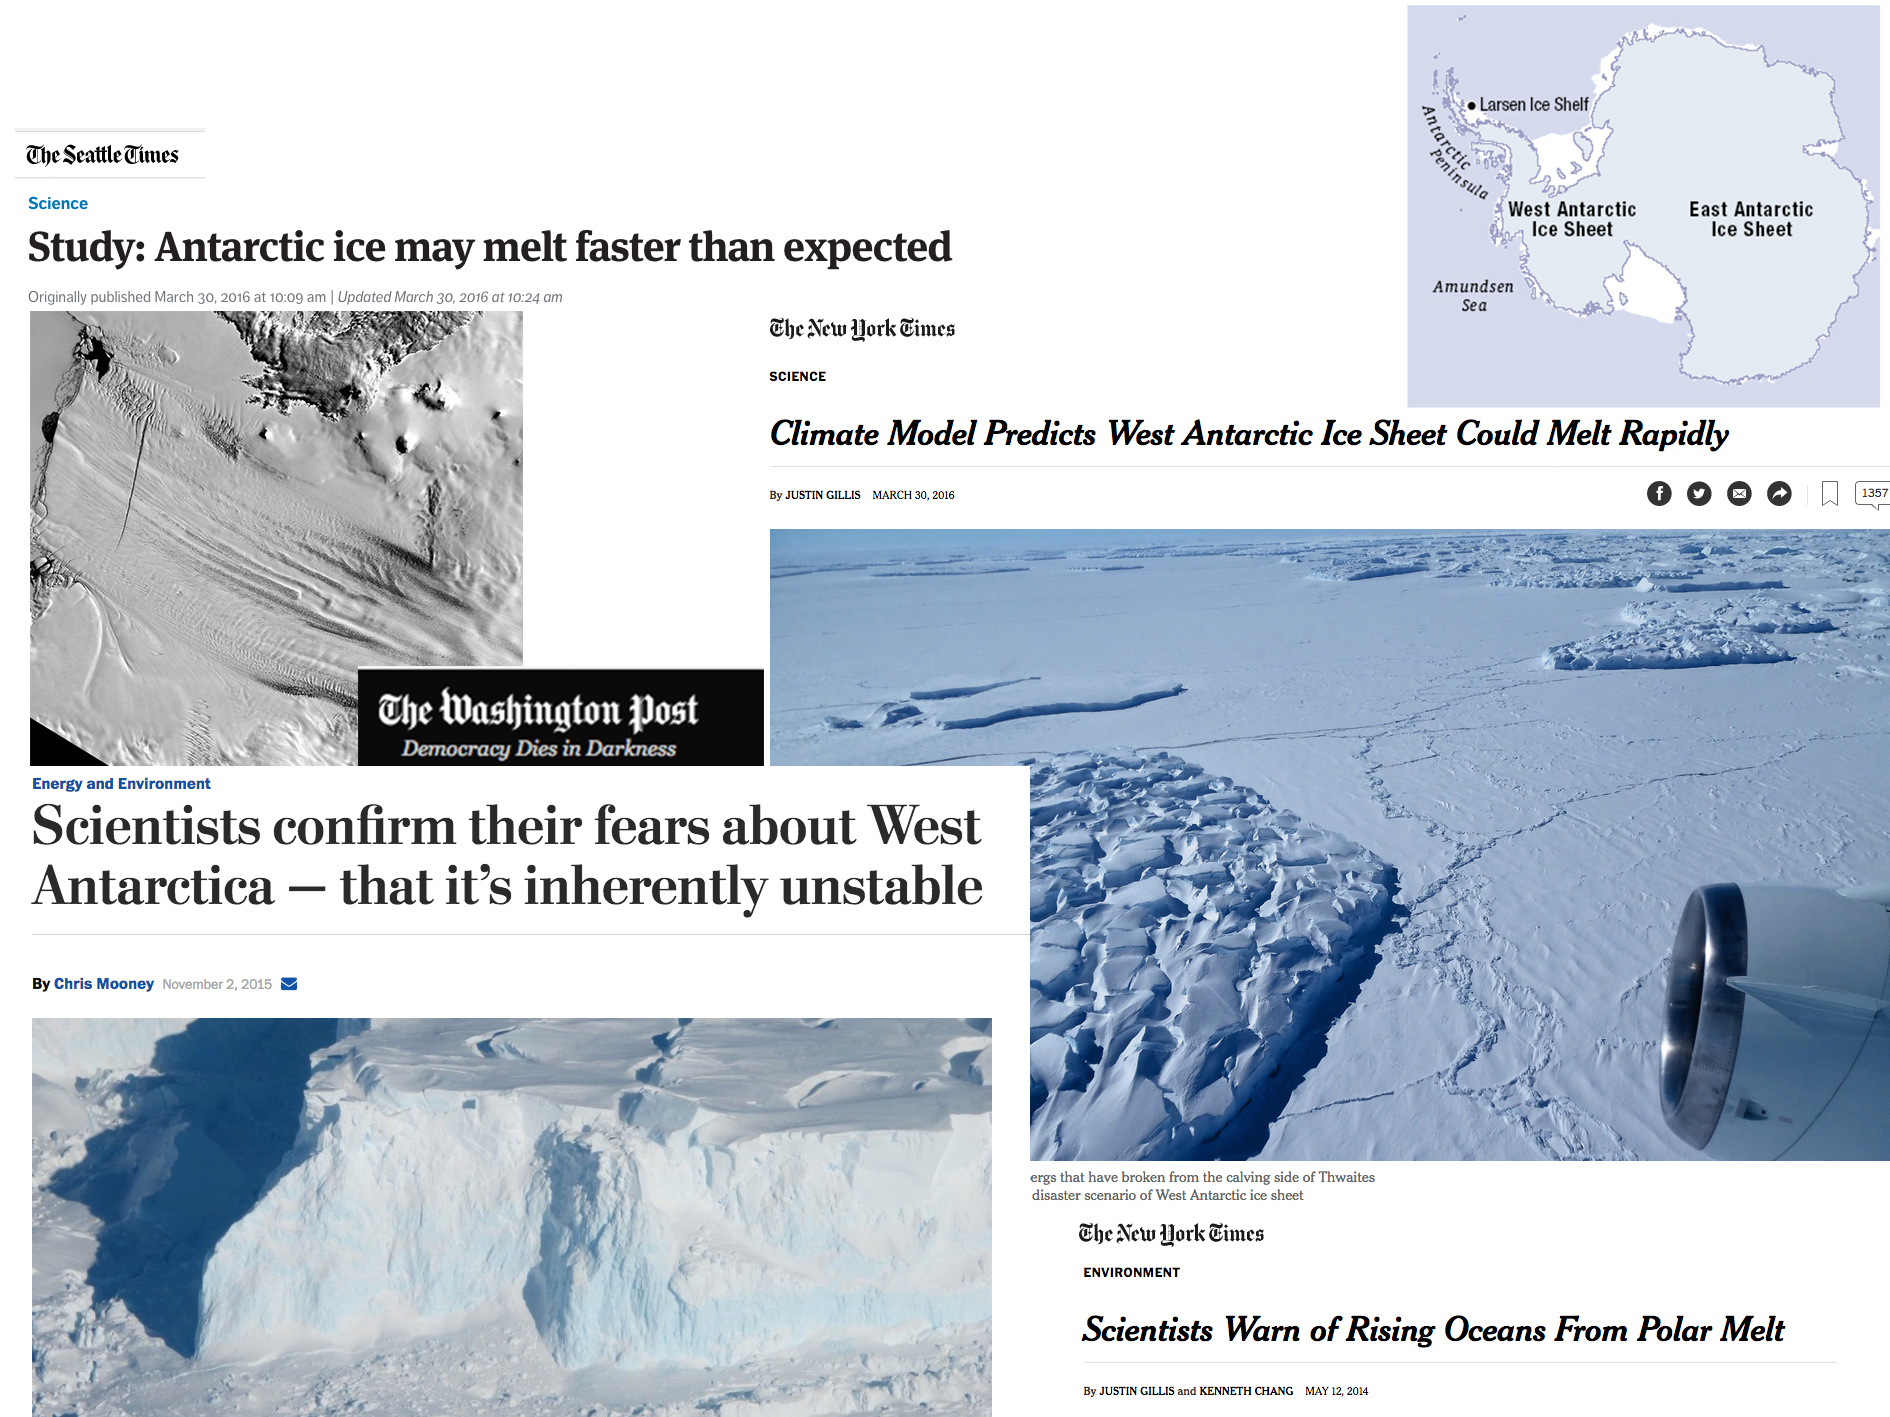 The Seattle Times
Science
Study: Antarctic ice may melt faster than expected
Originally published March 30, 2016 at 10:09 am | Updated March 30, 2016 at 10:24 am
Larsen Ice Shelf
Antarctic
Peninsula
West Antarctic
Ice Sheet
East Antarctic
Ice Sheet
Amundsen
Sea
The New York Times
SCIENCE
Climate Model Predicts West Antarctic Ice Sheet Could Melt Rapidly
By JUSTIN GILLIS MARCH 30, 2016
1357
The Washington Post
Democracy Dies in Darkness
Energy and Environment
Scientists confirm their fears about West
Antarctica — that it's inherently unstable
By Chris Mooney November 2, 2015
ergs that have broken from the calving side of Thwaites
disaster scenario of West Antarctic ice sheet
The New York Times
ENVIRONMENT
Scientists Warn of Rising Oceans From Polar Melt
By JUSTIN GILLIS and KENNETH CHANG MAY 12, 2014